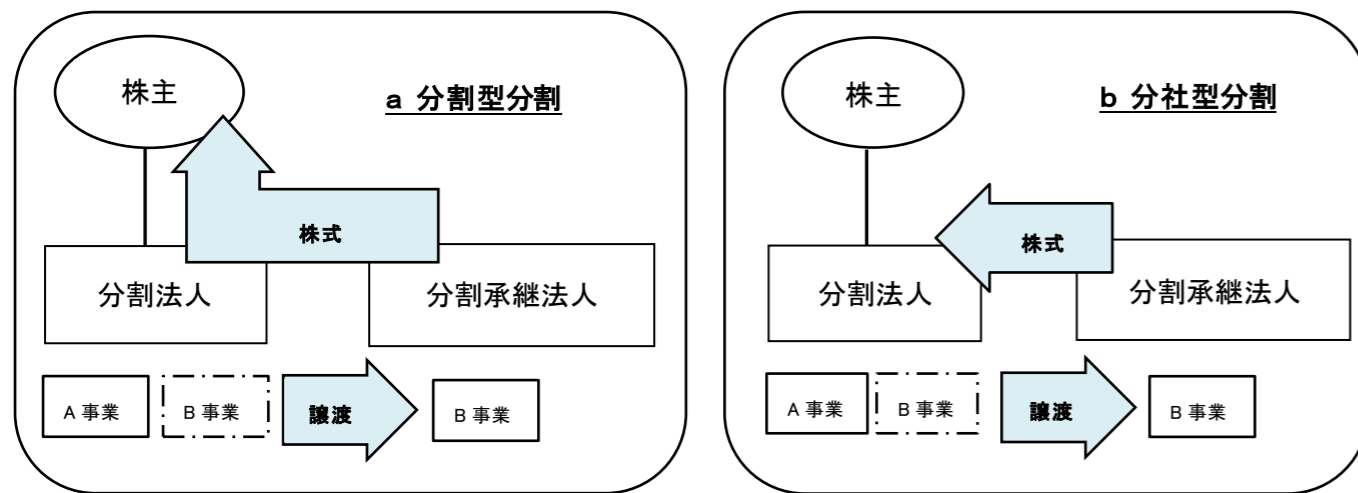 株主
a 分割型分割
株式
分割法人
分割承継法人
A 事業
B 事業
譲渡
B 事業
株主
b 分社型分割
株式
分割法人
分割承継法人
A 事業
B 事業
譲渡
B 事業